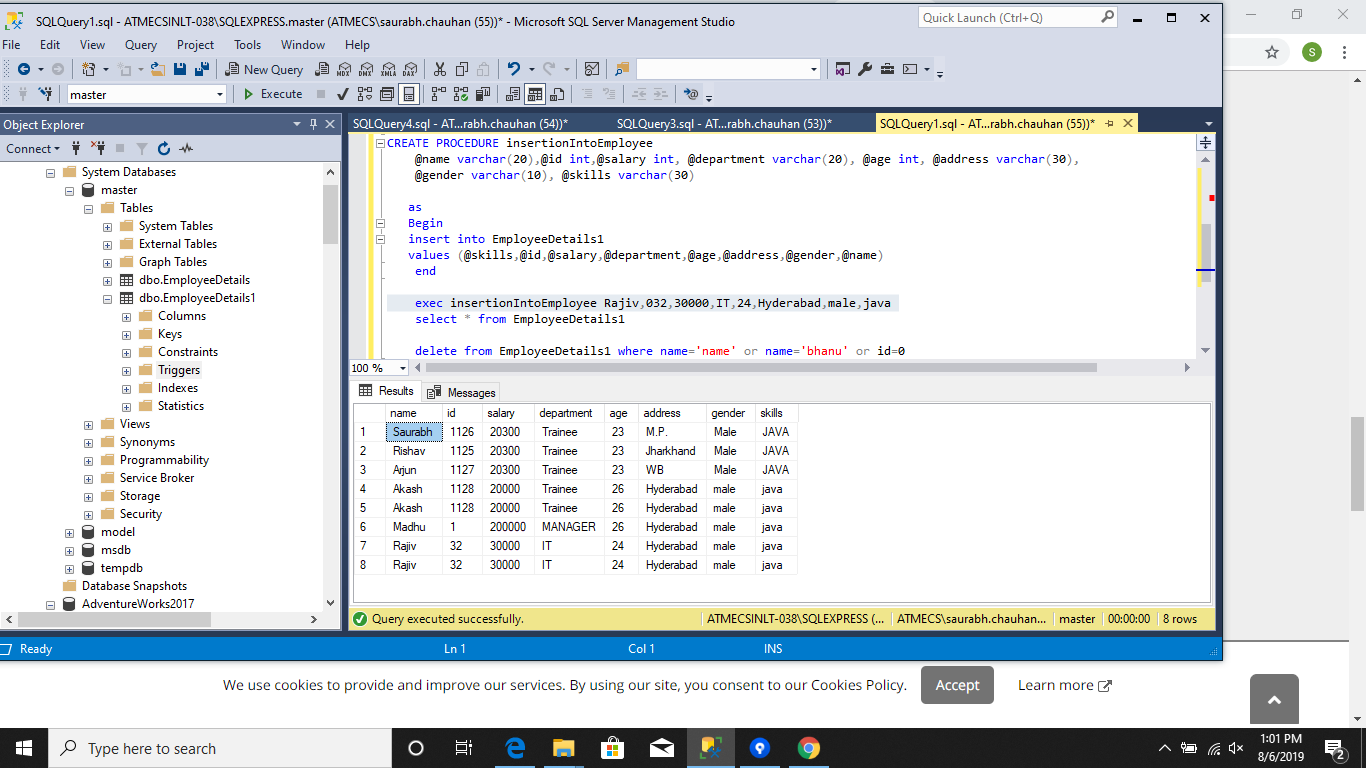 SQLQuery1.sql - ATMECSINLT-038\SQLEXPRESS.master (ATMECS\saurabh.chauhan (55))* - Microsoft SQL Server Management Studio
Quick Launch (Ctrl+Q)
File Edit View Query Project Tools Window Help
S
New Query MDX DMX XMLA DAX
master Execute
Object Explorer
SQLQuery4.sql - AT...rabh.chauhan (54))* SQLQuery3.sql - AT...rabh.chauhan (53))* SQLQuery1.sql - AT...rabh.chauhan (55))*
Connect
System Databases
master
Tables
System Tables
External Tables
Graph Tables
dbo.EmployeeDetails
dbo.EmployeeDetails1
Columns
Keys
Constraints
Triggers
Indexes
Statistics
Views
Synonyms
Programmability
Service Broker
Storage
Security
model
msdb
tempdb
Database Snapshots
AdventureWorks2017
CREATE PROCEDURE insertionIntoEmployee
@name varchar(20),@id int,@salary int, @department varchar(20), @age int, @address varchar(30),
@gender varchar(10), @skills varchar(30)
as
Begin
insert into EmployeeDetails1
values (@skills,@id,@salary,@department,@age,@address,@gender,@name)
end
exec insertionIntoEmployee Rajiv,032,30000,IT,24,Hyderabad,male,java
select * from EmployeeDetails1
delete from EmployeeDetails1 where name='name' or name='bhanu' or id=0
100 %
Results Messages
name id salary department age address gender skills
1 Saurabh 1126 20300 Trainee 23 M.P. Male JAVA
2 Rishav 1125 20300 Trainee 23 Jharkhand Male JAVA
3 Arjun 1127 20300 Trainee 23 WB Male JAVA
4 Akash 1128 20000 Trainee 26 Hyderabad male java
5 Akash 1128 20000 Trainee 26 Hyderabad male java
6 Madhu 1 200000 MANAGER 26 Hyderabad male java
7 Rajiv 32 30000 IT 24 Hyderabad male java
8 Rajiv 32 30000 IT 24 Hyderabad male java
Query executed successfully. ATMECSINLT-038\SQLEXPRESS (... ATMECS\saurabh.chauhan... master 00:00:00 8 rows
Ready Ln 1 Col 1 INS
We use cookies to provide and improve our services. By using our site, you consent to our Cookies Policy. Accept Learn more
Type here to search
1:01 PM
8/6/2019
2